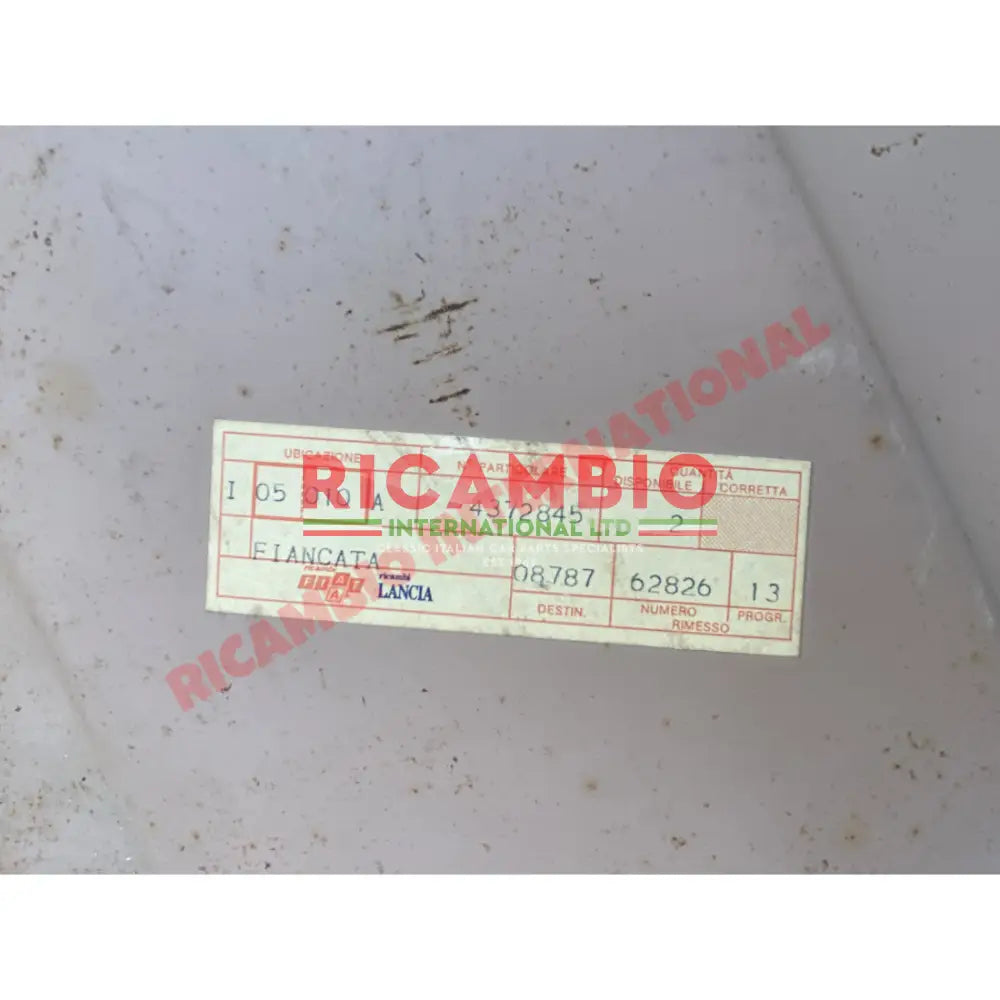 UBICAZIONE
N. PARTICOLARE
QUANTITÀ
DISPONIBILE
CORRETTA
I 05 010 A
4372845
2
FIANCATA
ricambi
FIAT
ricambi
LANCIA
08787
62826
13
DESTIN.
NUMERO
RIMESSO
PROGR.
RICAMBIO
INTERNATIONAL LTD
CLASSIC ITALIAN CAR PARTS SPECIALISTS
RICAMBIO INTERNATIONAL